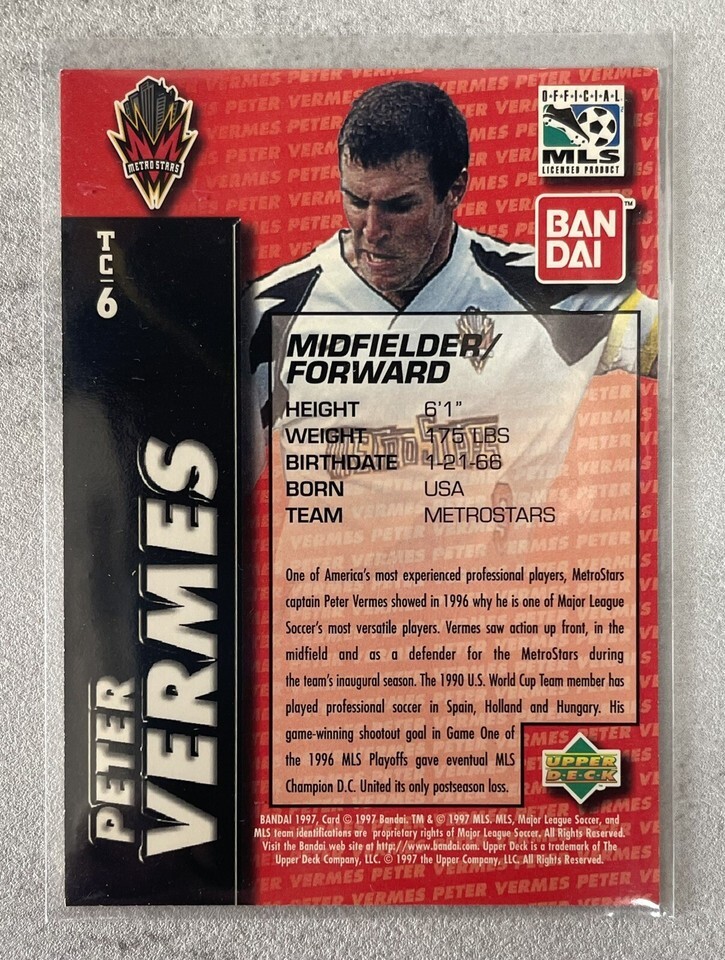 METROSTARS
OFFICIAL
MLS
LICENSED PRODUCT
BAN
DAI
TM
TC-6
PETER
VERMES
MIDFIELDER/
FORWARD
HEIGHT 6'1"
WEIGHT 175 LBS
BIRTHDATE 1-21-66
BORN USA
TEAM METROSTARS
One of America's most experienced professional players, MetroStars
captain Peter Vermes showed in 1996 why he is one of Major League
Soccer's most versatile players. Vermes saw action up front, in the
midfield and as a defender for the MetroStars during
the team's inaugural season. The 1990 U.S. World Cup Team member has
played professional soccer in Spain, Holland and Hungary. His
game-winning shootout goal in Game One of
the 1996 MLS Playoffs gave eventual MLS
Champion D.C. United its only postseason loss.
UPPER
DECK
BANDAI 1997, Card © 1997 Bandai. TM & © 1997 MLS. MLS, Major League Soccer, and
MLS team identifications are proprietary rights of Major League Soccer. All Rights Reserved.
Visit the Bandai web site at http://www.bandai.com. Upper Deck is a trademark of The
Upper Deck Company, LLC. © 1997 the Upper Company, LLC. All Rights Reserved.